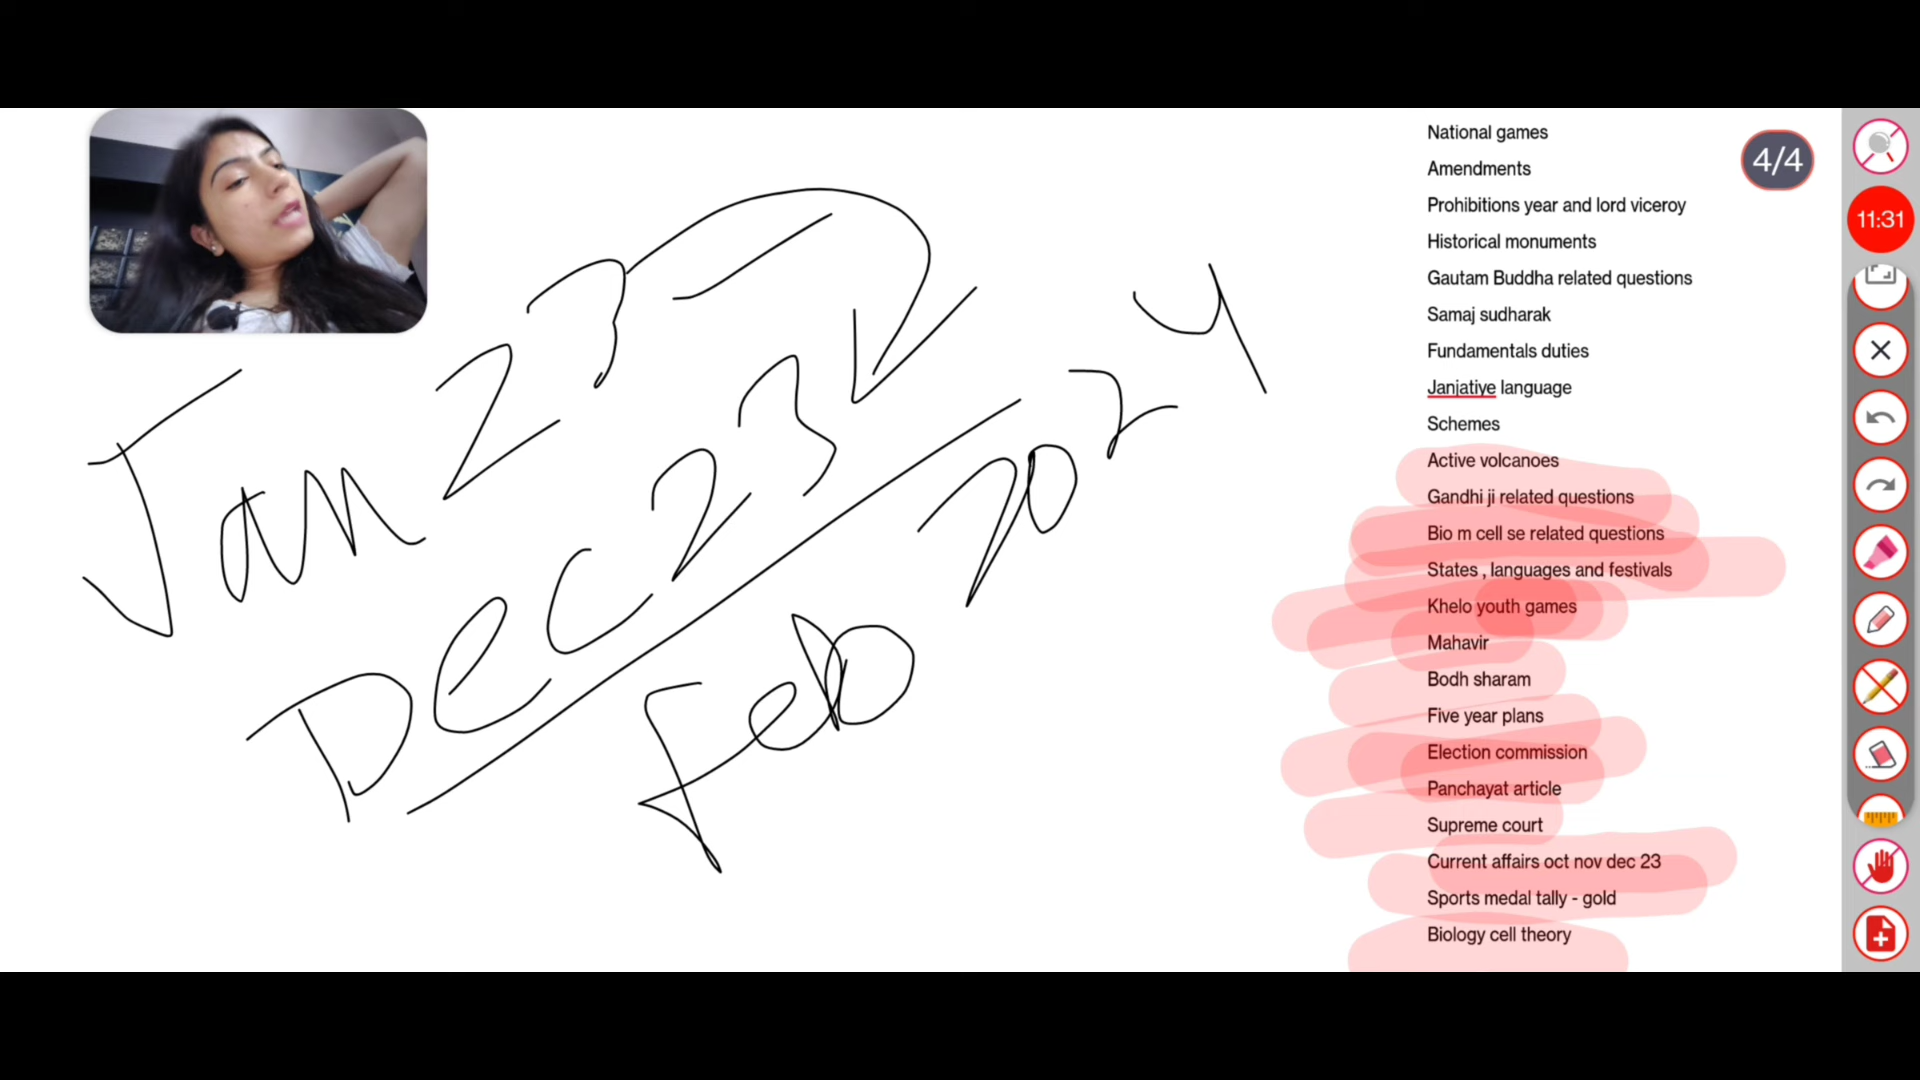 Jan 23
Dec 23
Feb 2024
National games
Amendments
Prohibitions year and lord viceroy
Historical monuments
Gautam Buddha related questions
Samaj sudharak
Fundamentals duties
Janjatiye language
Schemes
Active volcanoes
Gandhi ji related questions
Bio m cell se related questions
States , languages and festivals
Khelo youth games
Mahavir
Bodh sharam
Five year plans
Election commission
Panchayat article
Supreme court
Current affairs oct nov dec 23
Sports medal tally - gold
Biology cell theory
4/4
11:31